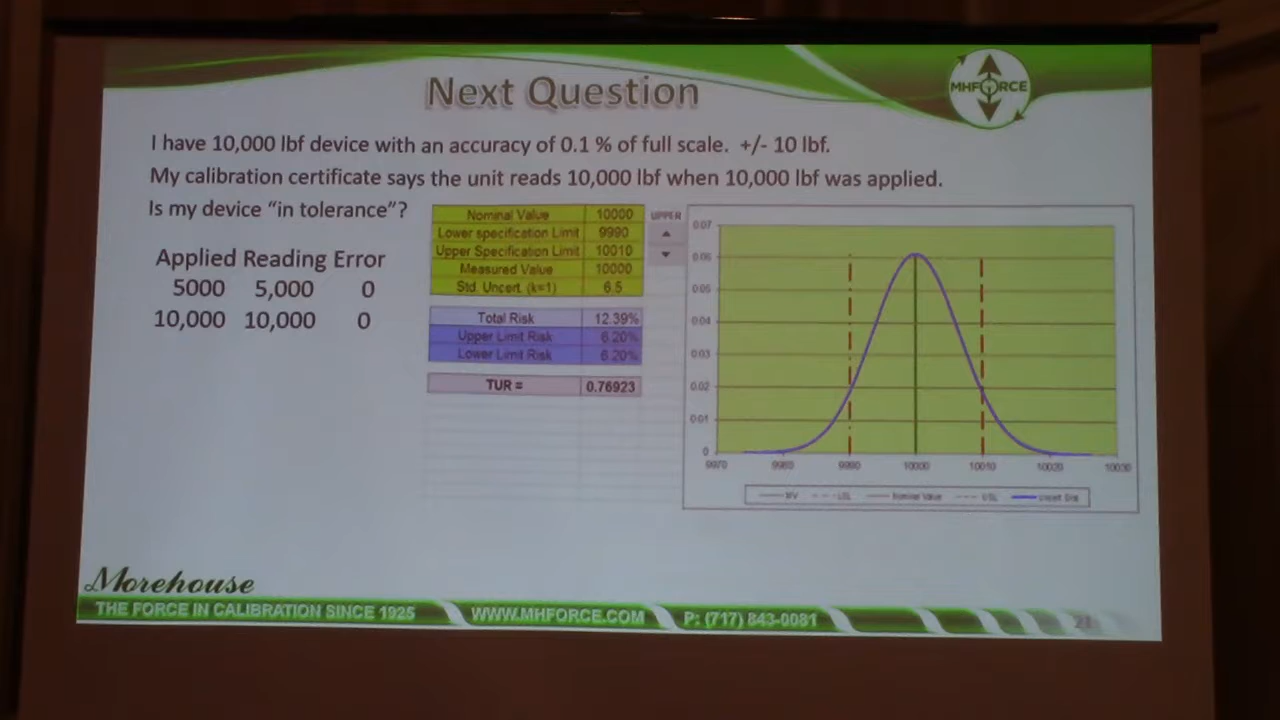 Next Question
MHFORCE
I have 10,000 lbf device with an accuracy of 0.1 % of full scale. +/- 10 lbf.
My calibration certificate says the unit reads 10,000 lbf when 10,000 lbf was applied.
Is my device “in tolerance”?
Applied Reading Error
5000 5,000 0
10,000 10,000 0
Nominal Value 10000
Lower specification Limit 9990
Upper Specification Limit 10010
Measured Value 10000
Std. Uncert. (k=1) 6.5
Total Risk 12.39%
Upper Limit Risk 6.20%
Lower Limit Risk 6.20%
TUR = 0.76923
UPPER
0.07
0.06
0.05
0.04
0.03
0.02
0.01
0
9970 9980 9990 10000 10010 10020 10030
MV LSL Nominal Value USL
Morehouse
THE FORCE IN CALIBRATION SINCE 1925 WWW.MHFORCE.COM P: (717) 843-0081 21